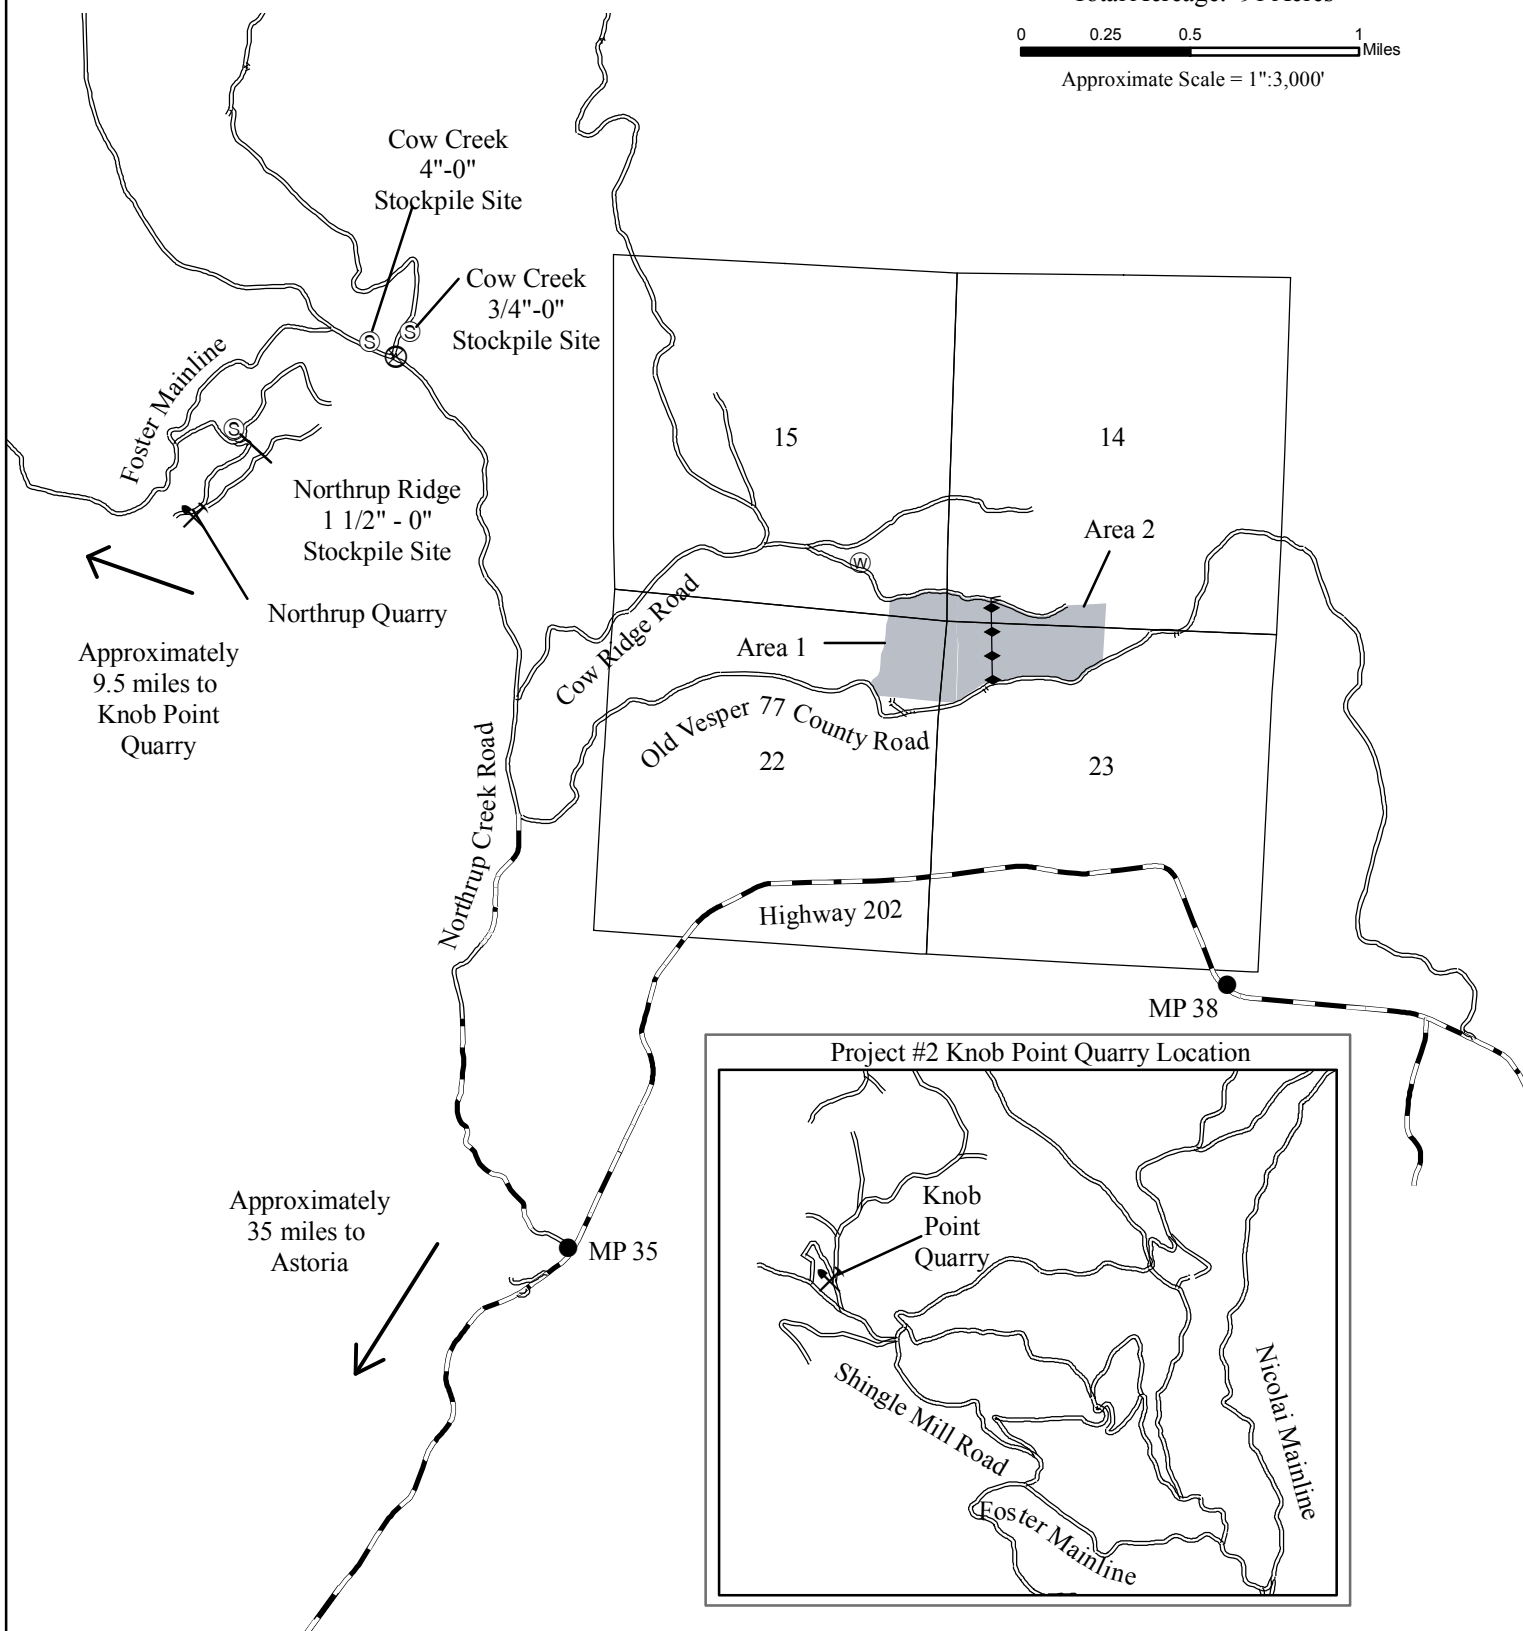 Total Acreage: 91 Acres
0 0.25 0.5 1
Miles
Approximate Scale = 1":3,000'
Cow Creek
4"-0"
Stockpile Site
Cow Creek
3/4"-0"
Stockpile Site
S
S
Foster Mainline
S
Northrup Ridge
1 1/2" - 0"
Stockpile Site
Northrup Quarry
Approximately
9.5 miles to
Knob Point
Quarry
15
14
Area 2
W
Area 1
Cow Ridge Road
Old Vesper 77 County Road
22
23
Northrup Creek Road
Highway 202
MP 38
Approximately
35 miles to
Astoria
MP 35
Project #2 Knob Point Quarry Location
Knob
Point
Quarry
Shingle Mill Road
Foster Mainline
Nicolai Mainline